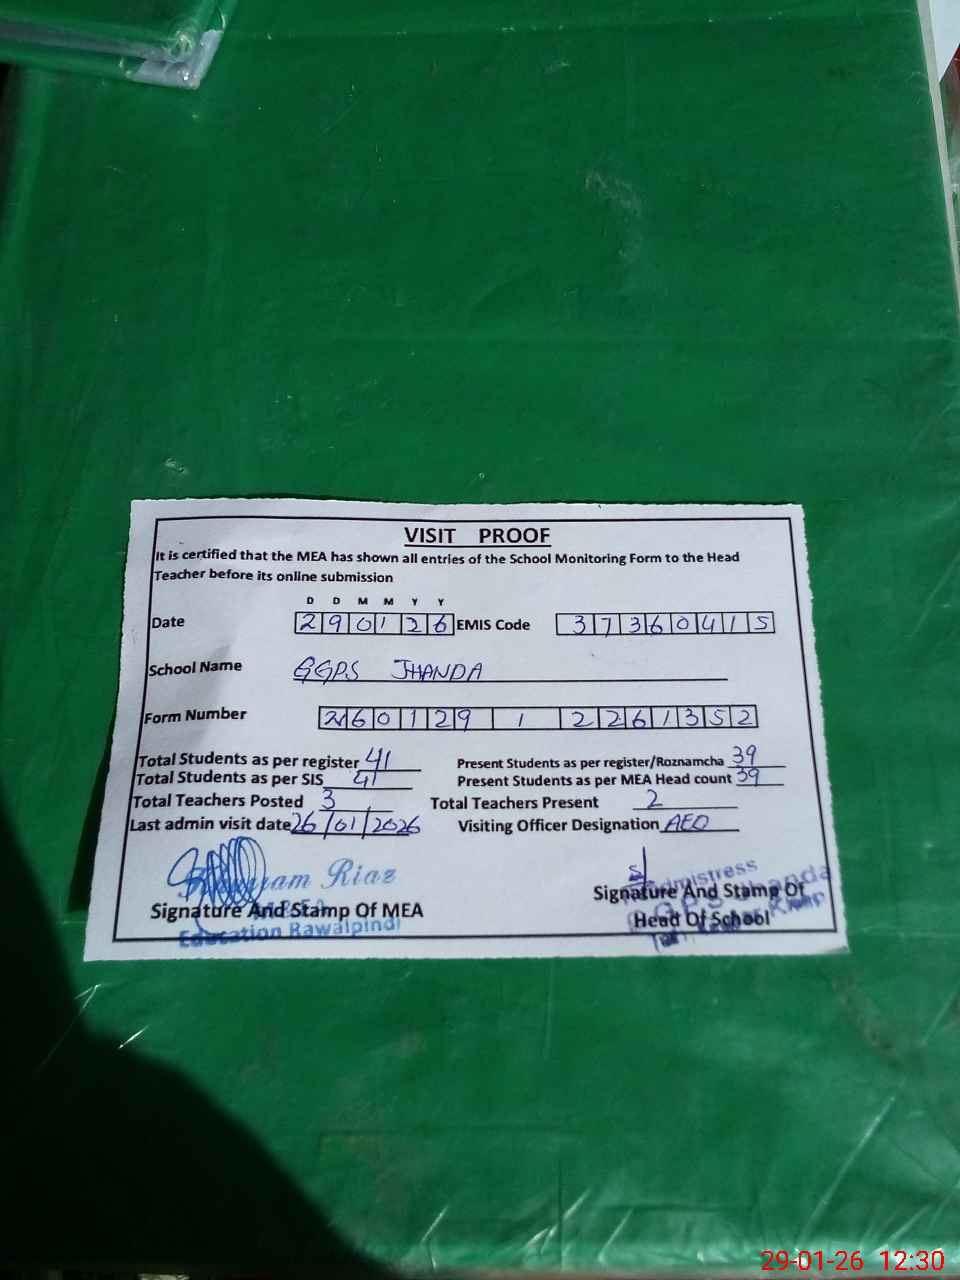 VISIT PROOF
It is certified that the MEA has shown all entries of the School Monitoring Form to the Head
Teacher before its online submission
D D M M Y Y
Date 2 9 0 1 2 6 EMIS Code 3 7 3 6 0 4 1 5
School Name GGPS JHANDA
Form Number 2 6 0 1 2 9 1 2 2 6 1 3 5 2
Total Students as per register 41 Present Students as per register/Roznamcha 39
Total Students as per SIS 41 Present Students as per MEA Head count 39
Total Teachers Posted 3 Total Teachers Present 2
Last admin visit date 26/01/2026 Visiting Officer Designation AEO
Riaz
Signature And Stamp Of MEA Signature And Stamp Of
Head Of School
Education Rawalpindi
29-01-26 12:30